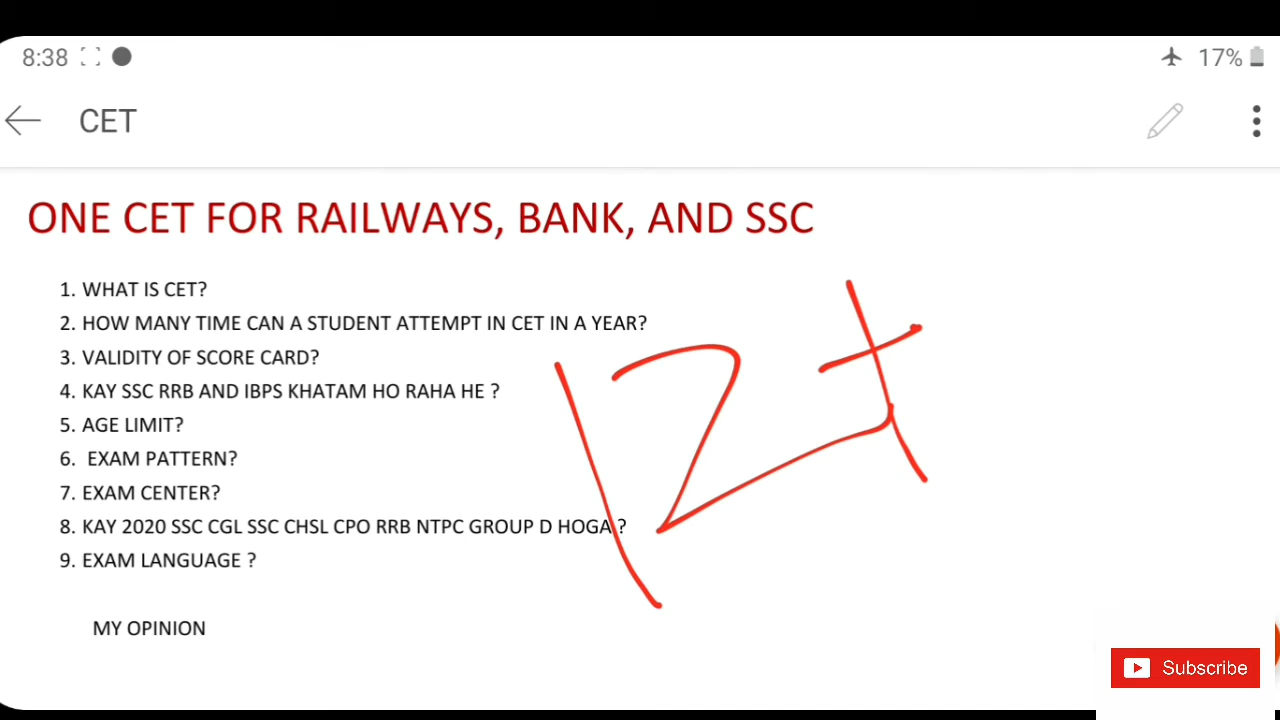 8:38
17%
CET
ONE CET FOR RAILWAYS, BANK, AND SSC
1. WHAT IS CET?
2. HOW MANY TIME CAN A STUDENT ATTEMPT IN CET IN A YEAR?
3. VALIDITY OF SCORE CARD?
4. KAY SSC RRB AND IBPS KHATAM HO RAHA HE ?
5. AGE LIMIT?
6. EXAM PATTERN?
7. EXAM CENTER?
8. KAY 2020 SSC CGL SSC CHSL CPO RRB NTPC GROUP D HOGA ?
9. EXAM LANGUAGE ?
12t
MY OPINION
Subscribe